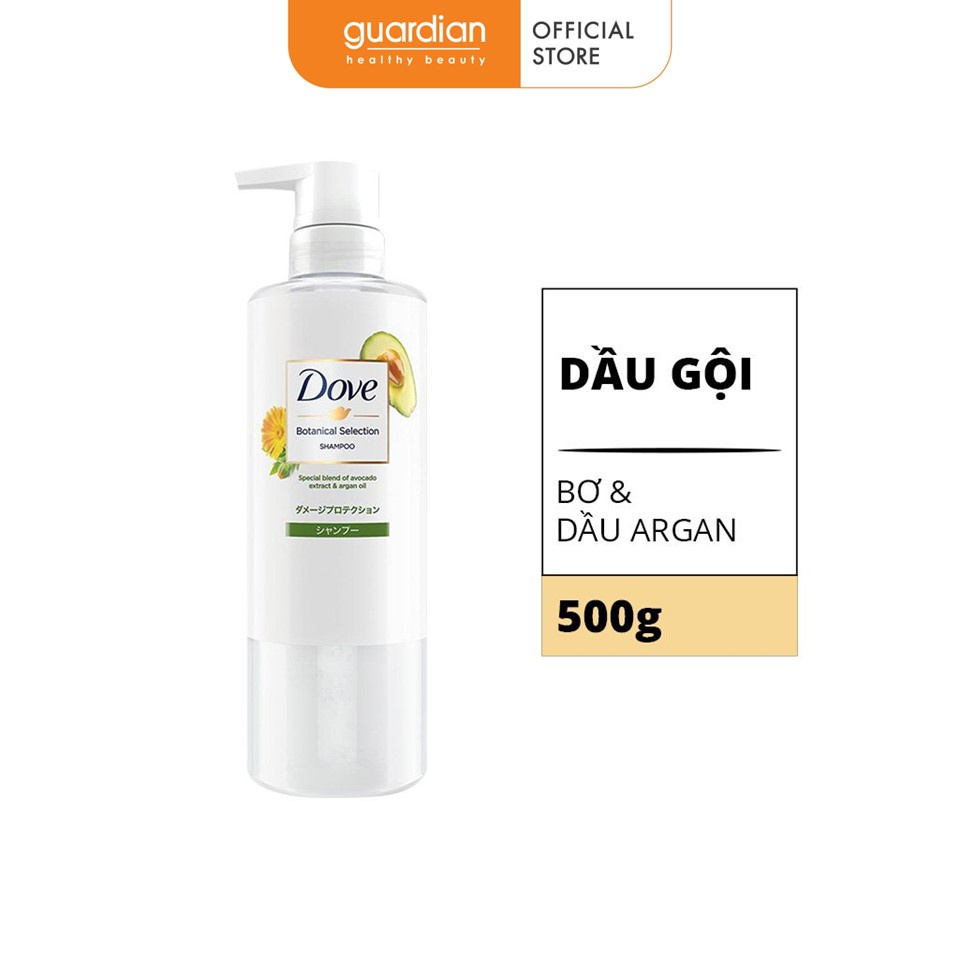 guardian
healthy beauty
OFFICIAL
STORE
Dove
Botanical Selection
SHAMPOO
Special blend of avocado
extract & argan oil
ダメージプロテクション
シャンプー
DẦU GỘI
BƠ &
DẦU ARGAN
500g